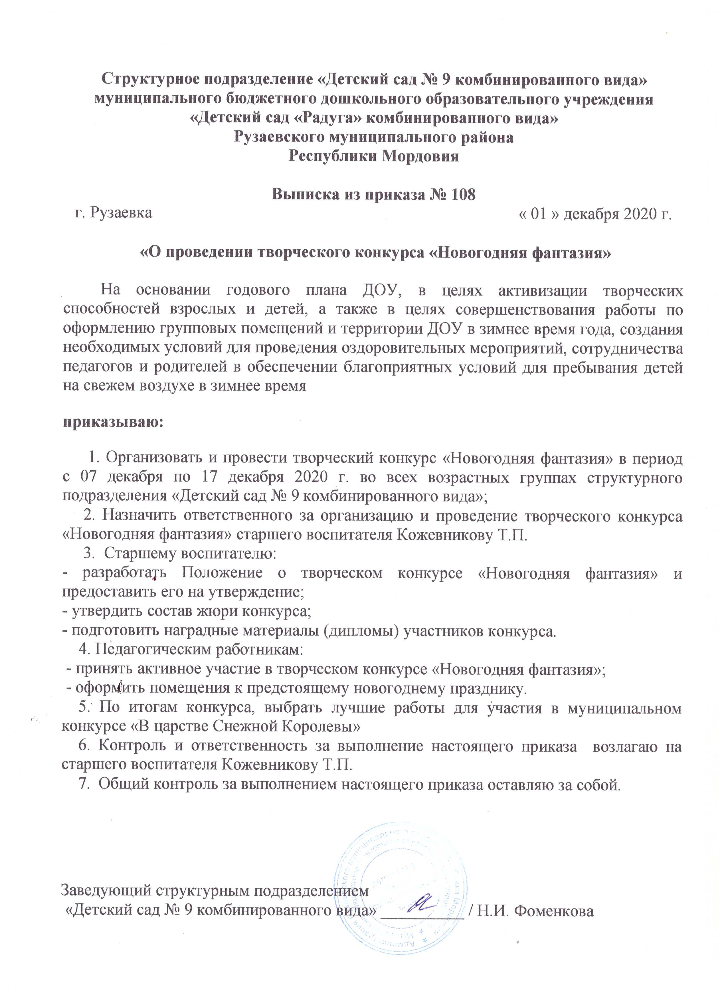 Структурное подразделение «Детский сад № 9 комбинированного вида»
муниципального бюджетного дошкольного образовательного учреждения
«Детский сад «Радуга» комбинированного вида»
Рузаевского муниципального района
Республики Мордовия
Выписка из приказа № 108
г. Рузаевка « 01 » декабря 2020 г.
«О проведении творческого конкурса «Новогодняя фантазия»
На основании годового плана ДОУ, в целях активизации творческих
способностей взрослых и детей, а также в целях совершенствования работы по
оформлению групповых помещений и территории ДОУ в зимнее время года, создания
необходимых условий для проведения оздоровительных мероприятий, сотрудничества
педагогов и родителей в обеспечении благоприятных условий для пребывания детей
на свежем воздухе в зимнее время
приказываю:
1. Организовать и провести творческий конкурс «Новогодняя фантазия» в период
с 07 декабря по 17 декабря 2020 г. во всех возрастных группах структурного
подразделения «Детский сад № 9 комбинированного вида»;
2. Назначить ответственного за организацию и проведение творческого конкурса
«Новогодняя фантазия» старшего воспитателя Кожевникову Т.П.
3. Старшему воспитателю:
- разработать Положение о творческом конкурсе «Новогодняя фантазия» и
предоставить его на утверждение;
- утвердить состав жюри конкурса;
- подготовить наградные материалы (дипломы) участников конкурса.
4. Педагогическим работникам:
- принять активное участие в творческом конкурсе «Новогодняя фантазия»;
- оформить помещения к предстоящему новогоднему празднику.
5. По итогам конкурса, выбрать лучшие работы для участия в муниципальном
конкурсе «В царстве Снежной Королевы»
6. Контроль и ответственность за выполнение настоящего приказа возлагаю на
старшего воспитателя Кожевникову Т.П.
7. Общий контроль за выполнением настоящего приказа оставляю за собой.
Заведующий структурным подразделением
«Детский сад № 9 комбинированного вида» __________ / Н.И. Фоменкова